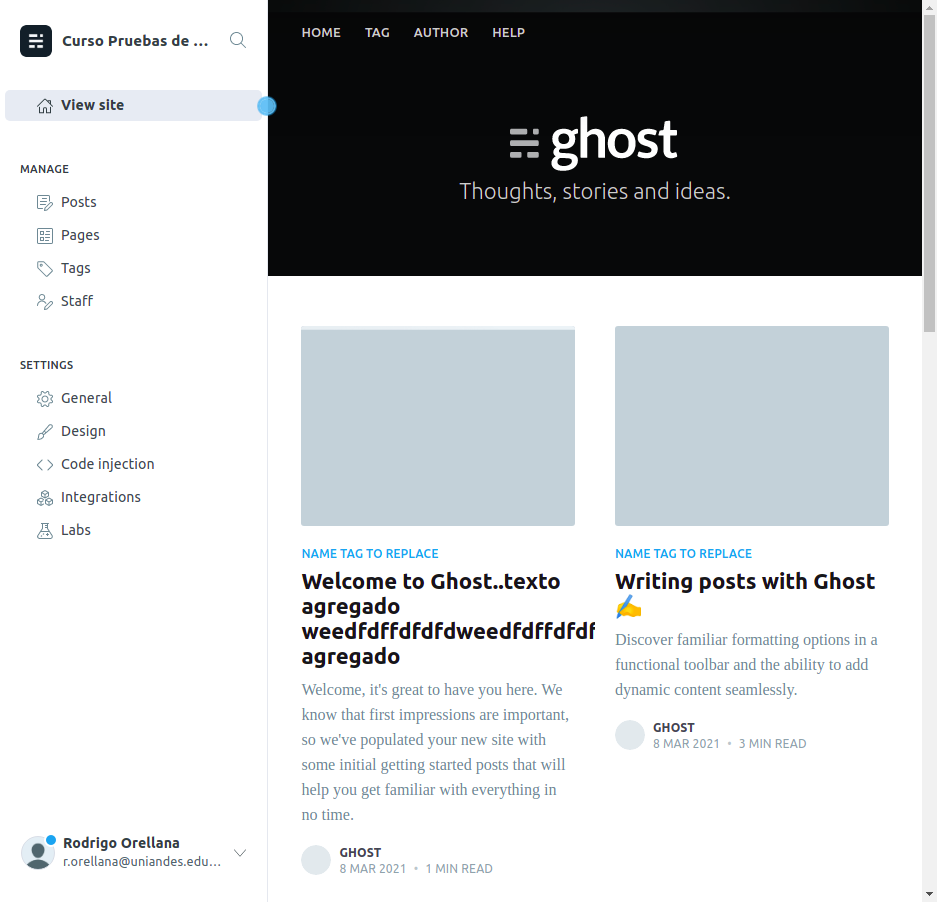 Curso Pruebas de ...
View site
MANAGE
Posts
Pages
Tags
Staff
SETTINGS
General
Design
Code injection
Integrations
Labs
Rodrigo Orellana
r.orellana@uniandes.edu...
HOME TAG AUTHOR HELP
ghost
Thoughts, stories and ideas.
NAME TAG TO REPLACE
Welcome to Ghost..texto
agregado
weedfdffdfdfdweedfdffdfdf
agregado
Welcome, it's great to have you here. We
know that first impressions are important,
so we've populated your new site with
some initial getting started posts that will
help you get familiar with everything in
no time.
GHOST
8 MAR 2021 • 1 MIN READ
NAME TAG TO REPLACE
Writing posts with Ghost
✍️
Discover familiar formatting options in a
functional toolbar and the ability to add
dynamic content seamlessly.
GHOST
8 MAR 2021 • 3 MIN READ